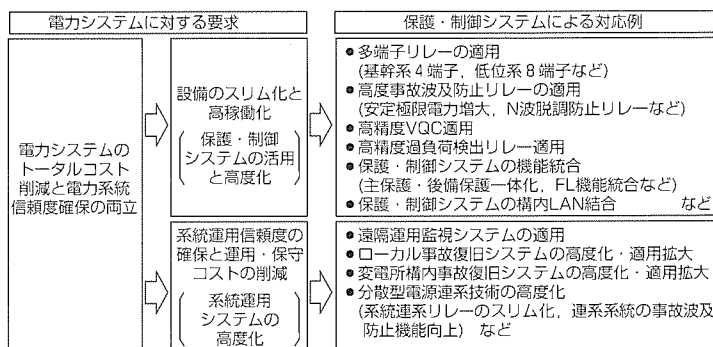 電力システムに対する要求
保護・制御システムによる対応例
電力システムの
トータルコスト
削減と電力系統
信頼度確保の両立
設備のスリム化と
高稼働化
保護・制御
システムの活用
と高度化
●多端子リレーの適用
(基幹系4端子，低位系8端子など)
●高度事故波及防止リレーの適用
(安定極限電力増大，N波脱調防止リレーなど)
●高精度VQC適用
●高精度過負荷検出リレー適用
●保護・制御システムの機能統合
(主保護・後備保護一体化，FL機能統合など)
●保護・制御システムの構内LAN結合　など
系統運用信頼度の
確保と運用・保守
コストの削減
系統運用
システムの
高度化
●遠隔運用監視システムの適用
●ローカル事故復旧システムの高度化・適用拡大
●変電所構内事故復旧システムの高度化・適用拡大
●分散型電源連系技術の高度化
(系統連系リレーのスリム化，連系系統の事故波及
防止機能向上)　など